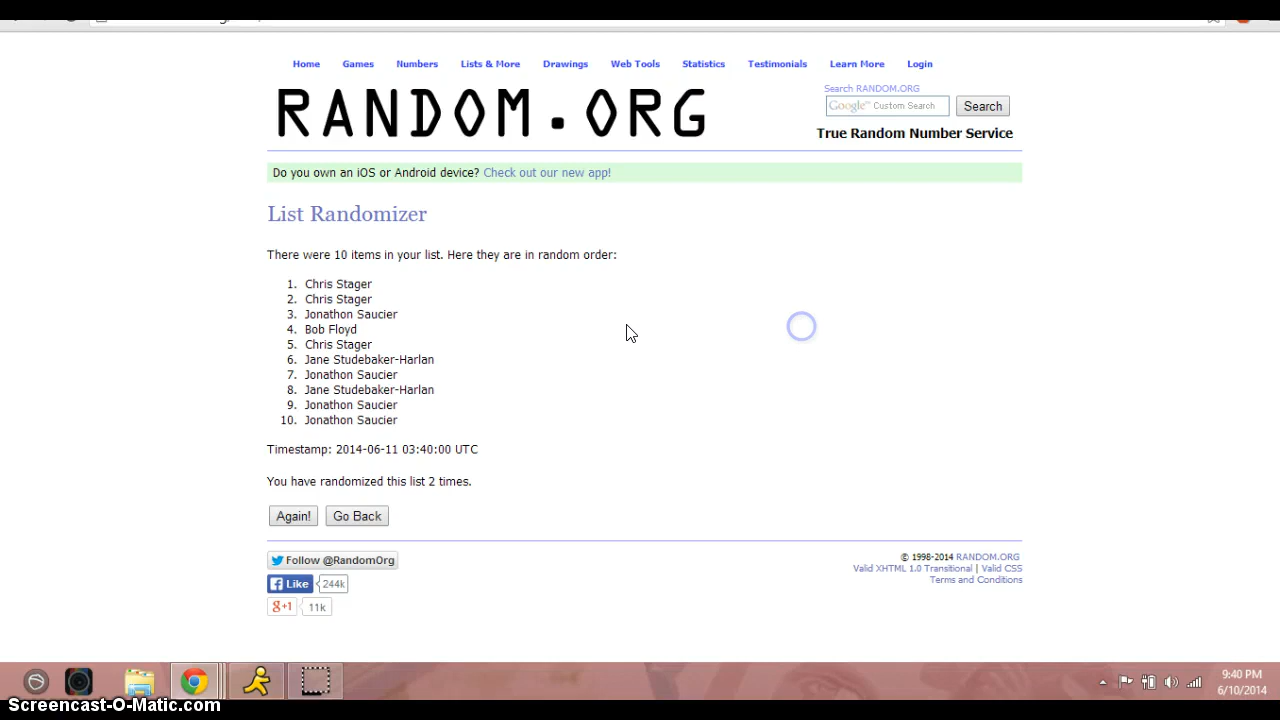 Home Games Numbers Lists & More Drawings Web Tools Statistics Testimonials Learn More Login
RANDOM.ORG
Search RANDOM.ORG
Google™ Custom Search Search
True Random Number Service
Do you own an iOS or Android device? Check out our new app!
List Randomizer
There were 10 items in your list. Here they are in random order:
1. Chris Stager
2. Chris Stager
3. Jonathon Saucier
4. Bob Floyd
5. Chris Stager
6. Jane Studebaker-Harlan
7. Jonathon Saucier
8. Jane Studebaker-Harlan
9. Jonathon Saucier
10. Jonathon Saucier
Timestamp: 2014-06-11 03:40:00 UTC
You have randomized this list 2 times.
Again! Go Back
Follow @RandomOrg
Like 244k
g+1 11k
© 1998-2014 RANDOM.ORG
Valid XHTML 1.0 Transitional | Valid CSS
Terms and Conditions
9:40 PM
6/10/2014
Screencast-O-Matic.com